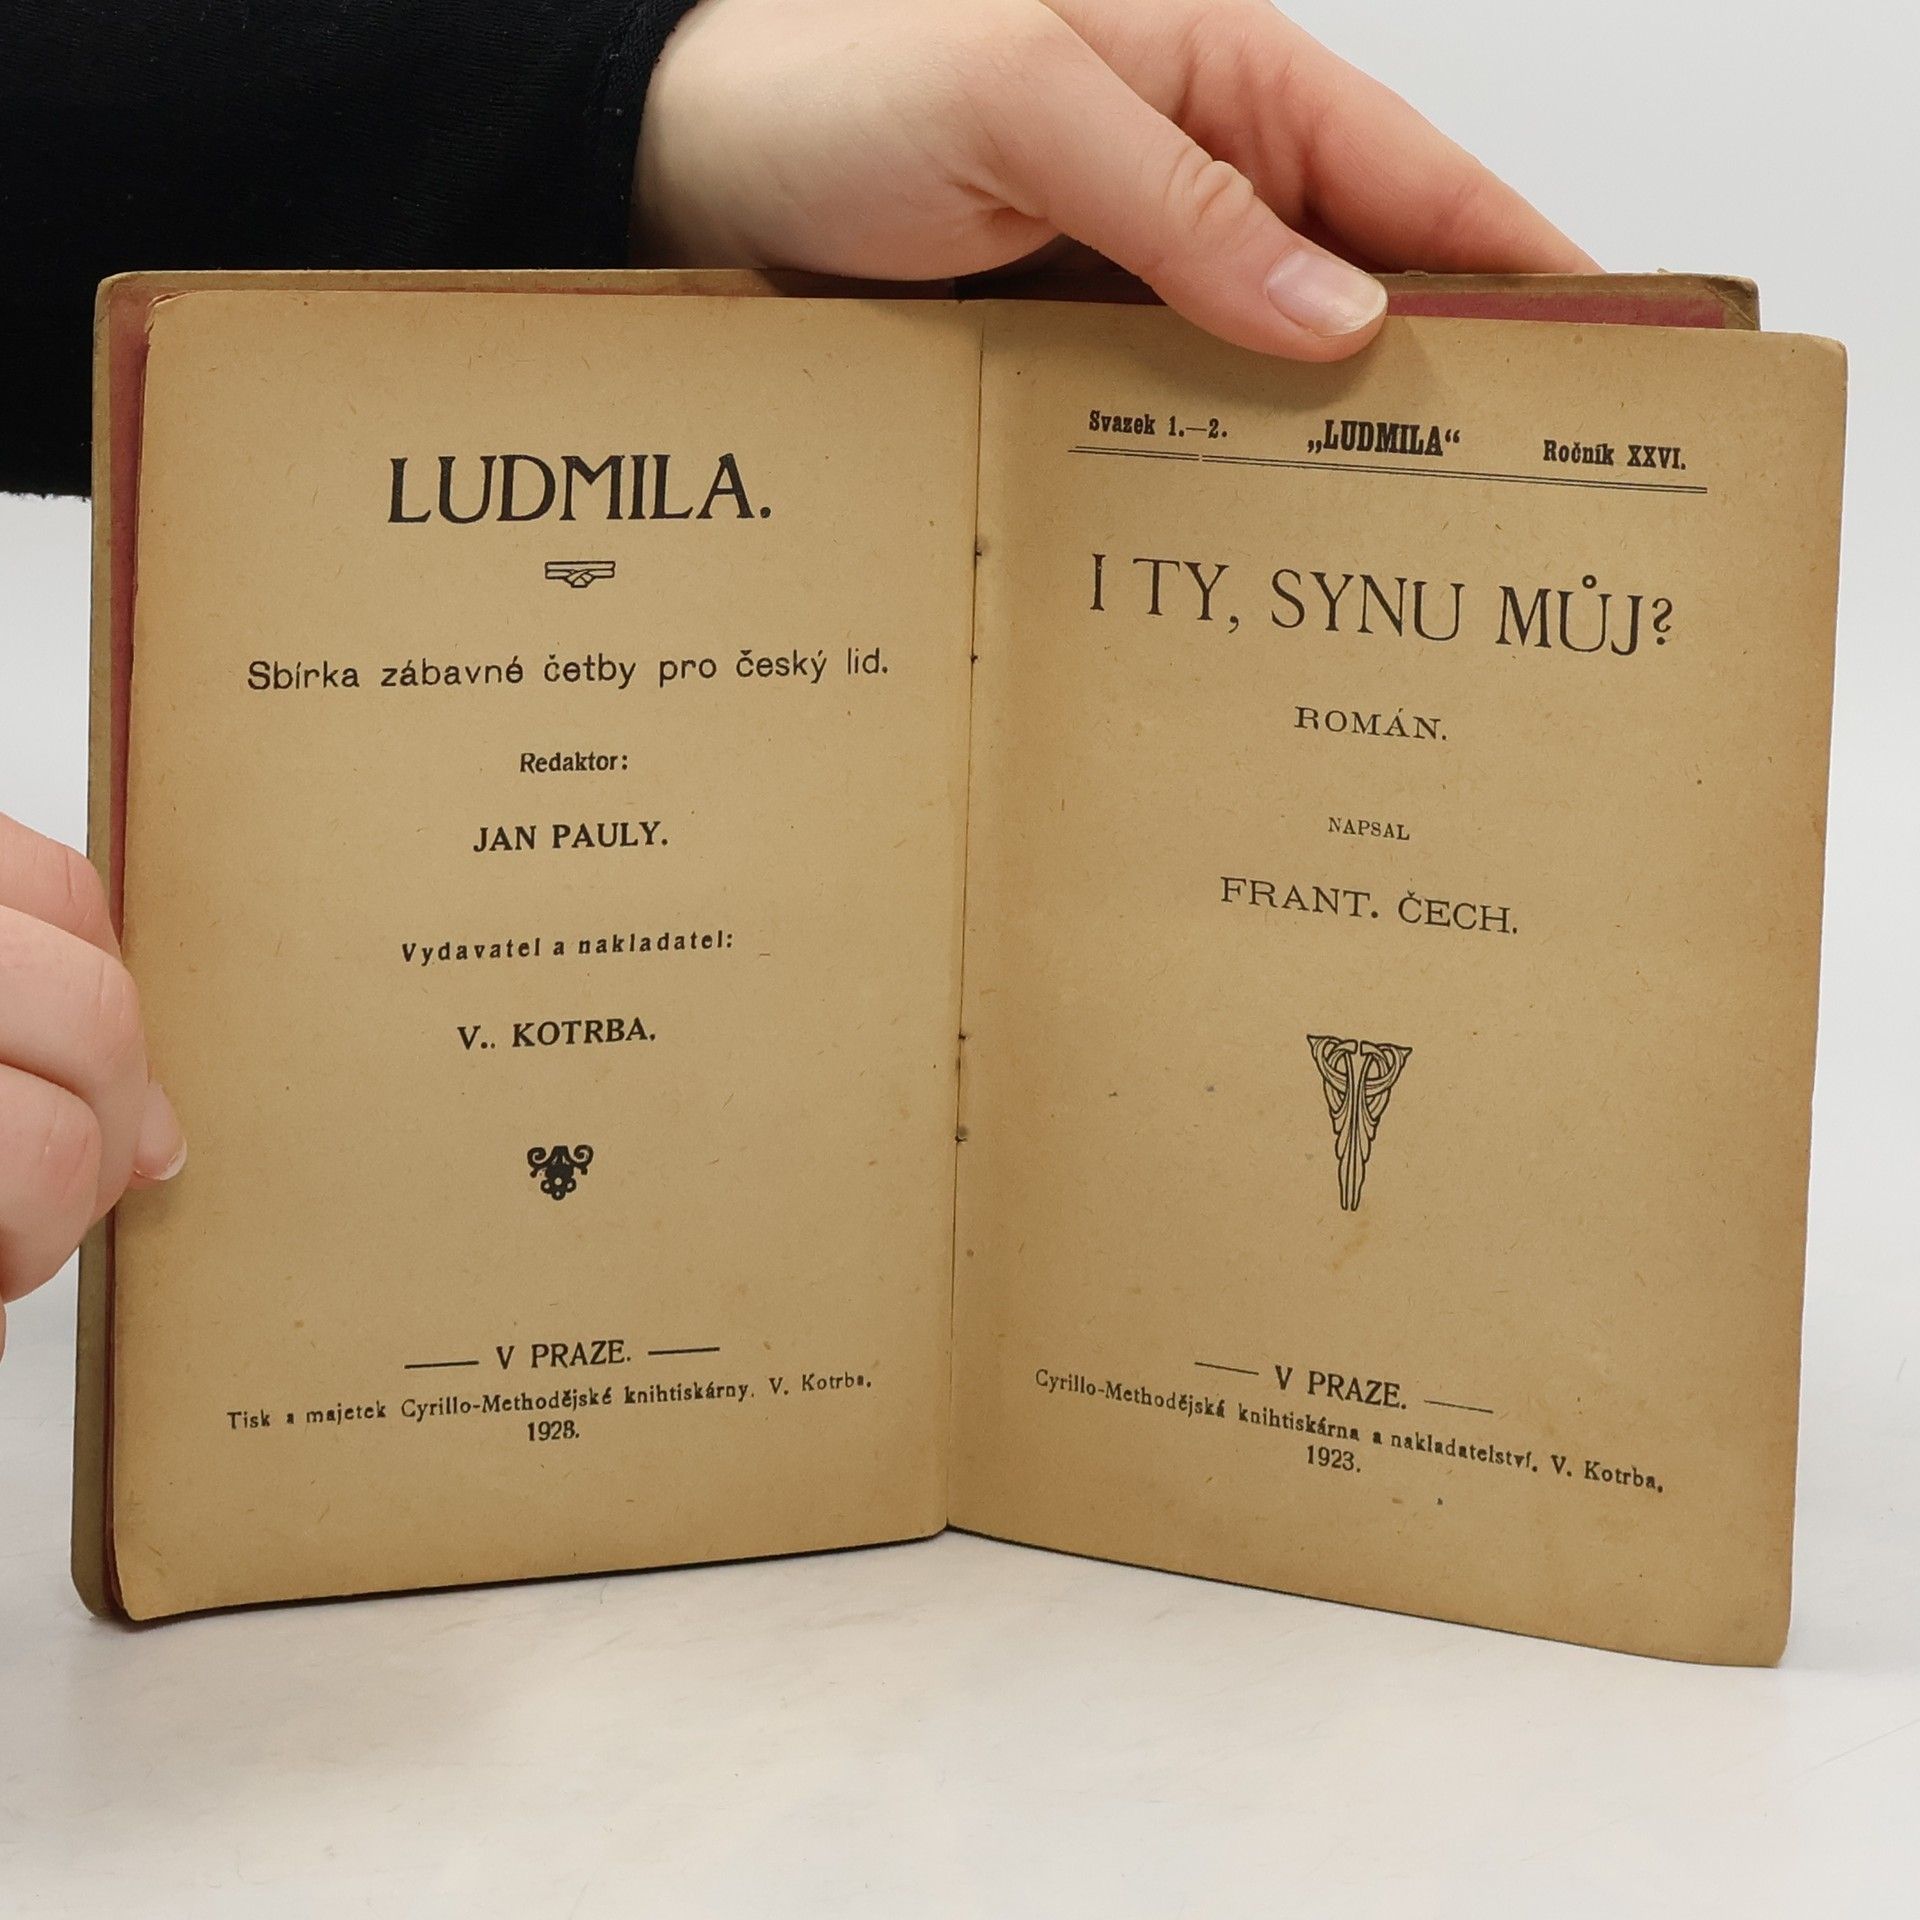 LUDMILA.
Sbírka zábavné četby pro český lid.
Redaktor:
JAN PAULY.
Vydavatel a nakladatel:
V.. KOTRBA.
V PRAZE.
Tisk a majetek Cyrillo-Methodějské knihtiskárny. V. Kotrba.
1923.
Svazek 1.—2. „LUDMILA“ Ročník XXVI.
I TY, SYNU MŮJ?
ROMÁN.
NAPSAL
FRANT. ČECH.
V PRAZE.
Cyrillo-Methodějská knihtiskárna a nakladatelství. V. Kotrba.
1923.